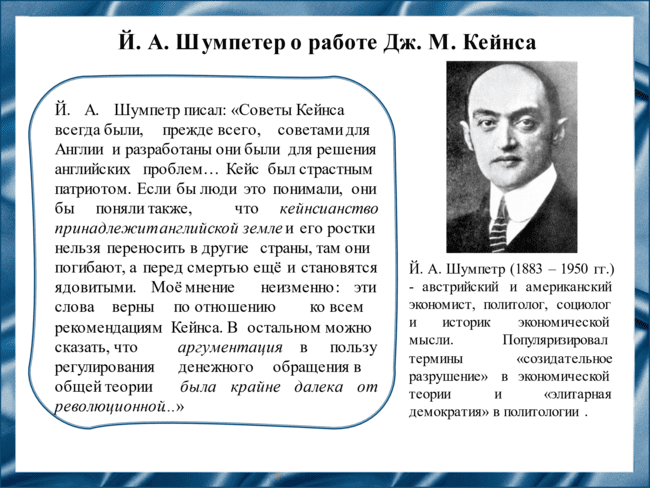 Й. А. Шумпетер о работе Дж. М. Кейнса
Й. А. Шумпетр писал: «Советы Кейнса
всегда были, прежде всего, советами для
Англии и разработаны они были для решения
английских проблем… Кейс был страстным
патриотом. Если бы люди это понимали, они
бы поняли также, что кейнсианство
принадлежит английской земле и его ростки
нельзя переносить в другие страны, там они
погибают, а перед смертью ещё и становятся
ядовитыми. Моё мнение неизменно: эти
слова верны по отношению ко всем
рекомендациям Кейнса. В остальном можно
сказать, что аргументация в пользу
регулирования денежного обращения в
общей теории была крайне далека от
революционной...»
Й. А. Шумпетр (1883 – 1950 гг.)
- австрийский и американский
экономист, политолог, социолог
и историк экономической
мысли. Популяризировал
термины «созидательное
разрушение» в экономической
теории и «элитарная
демократия» в политологии .